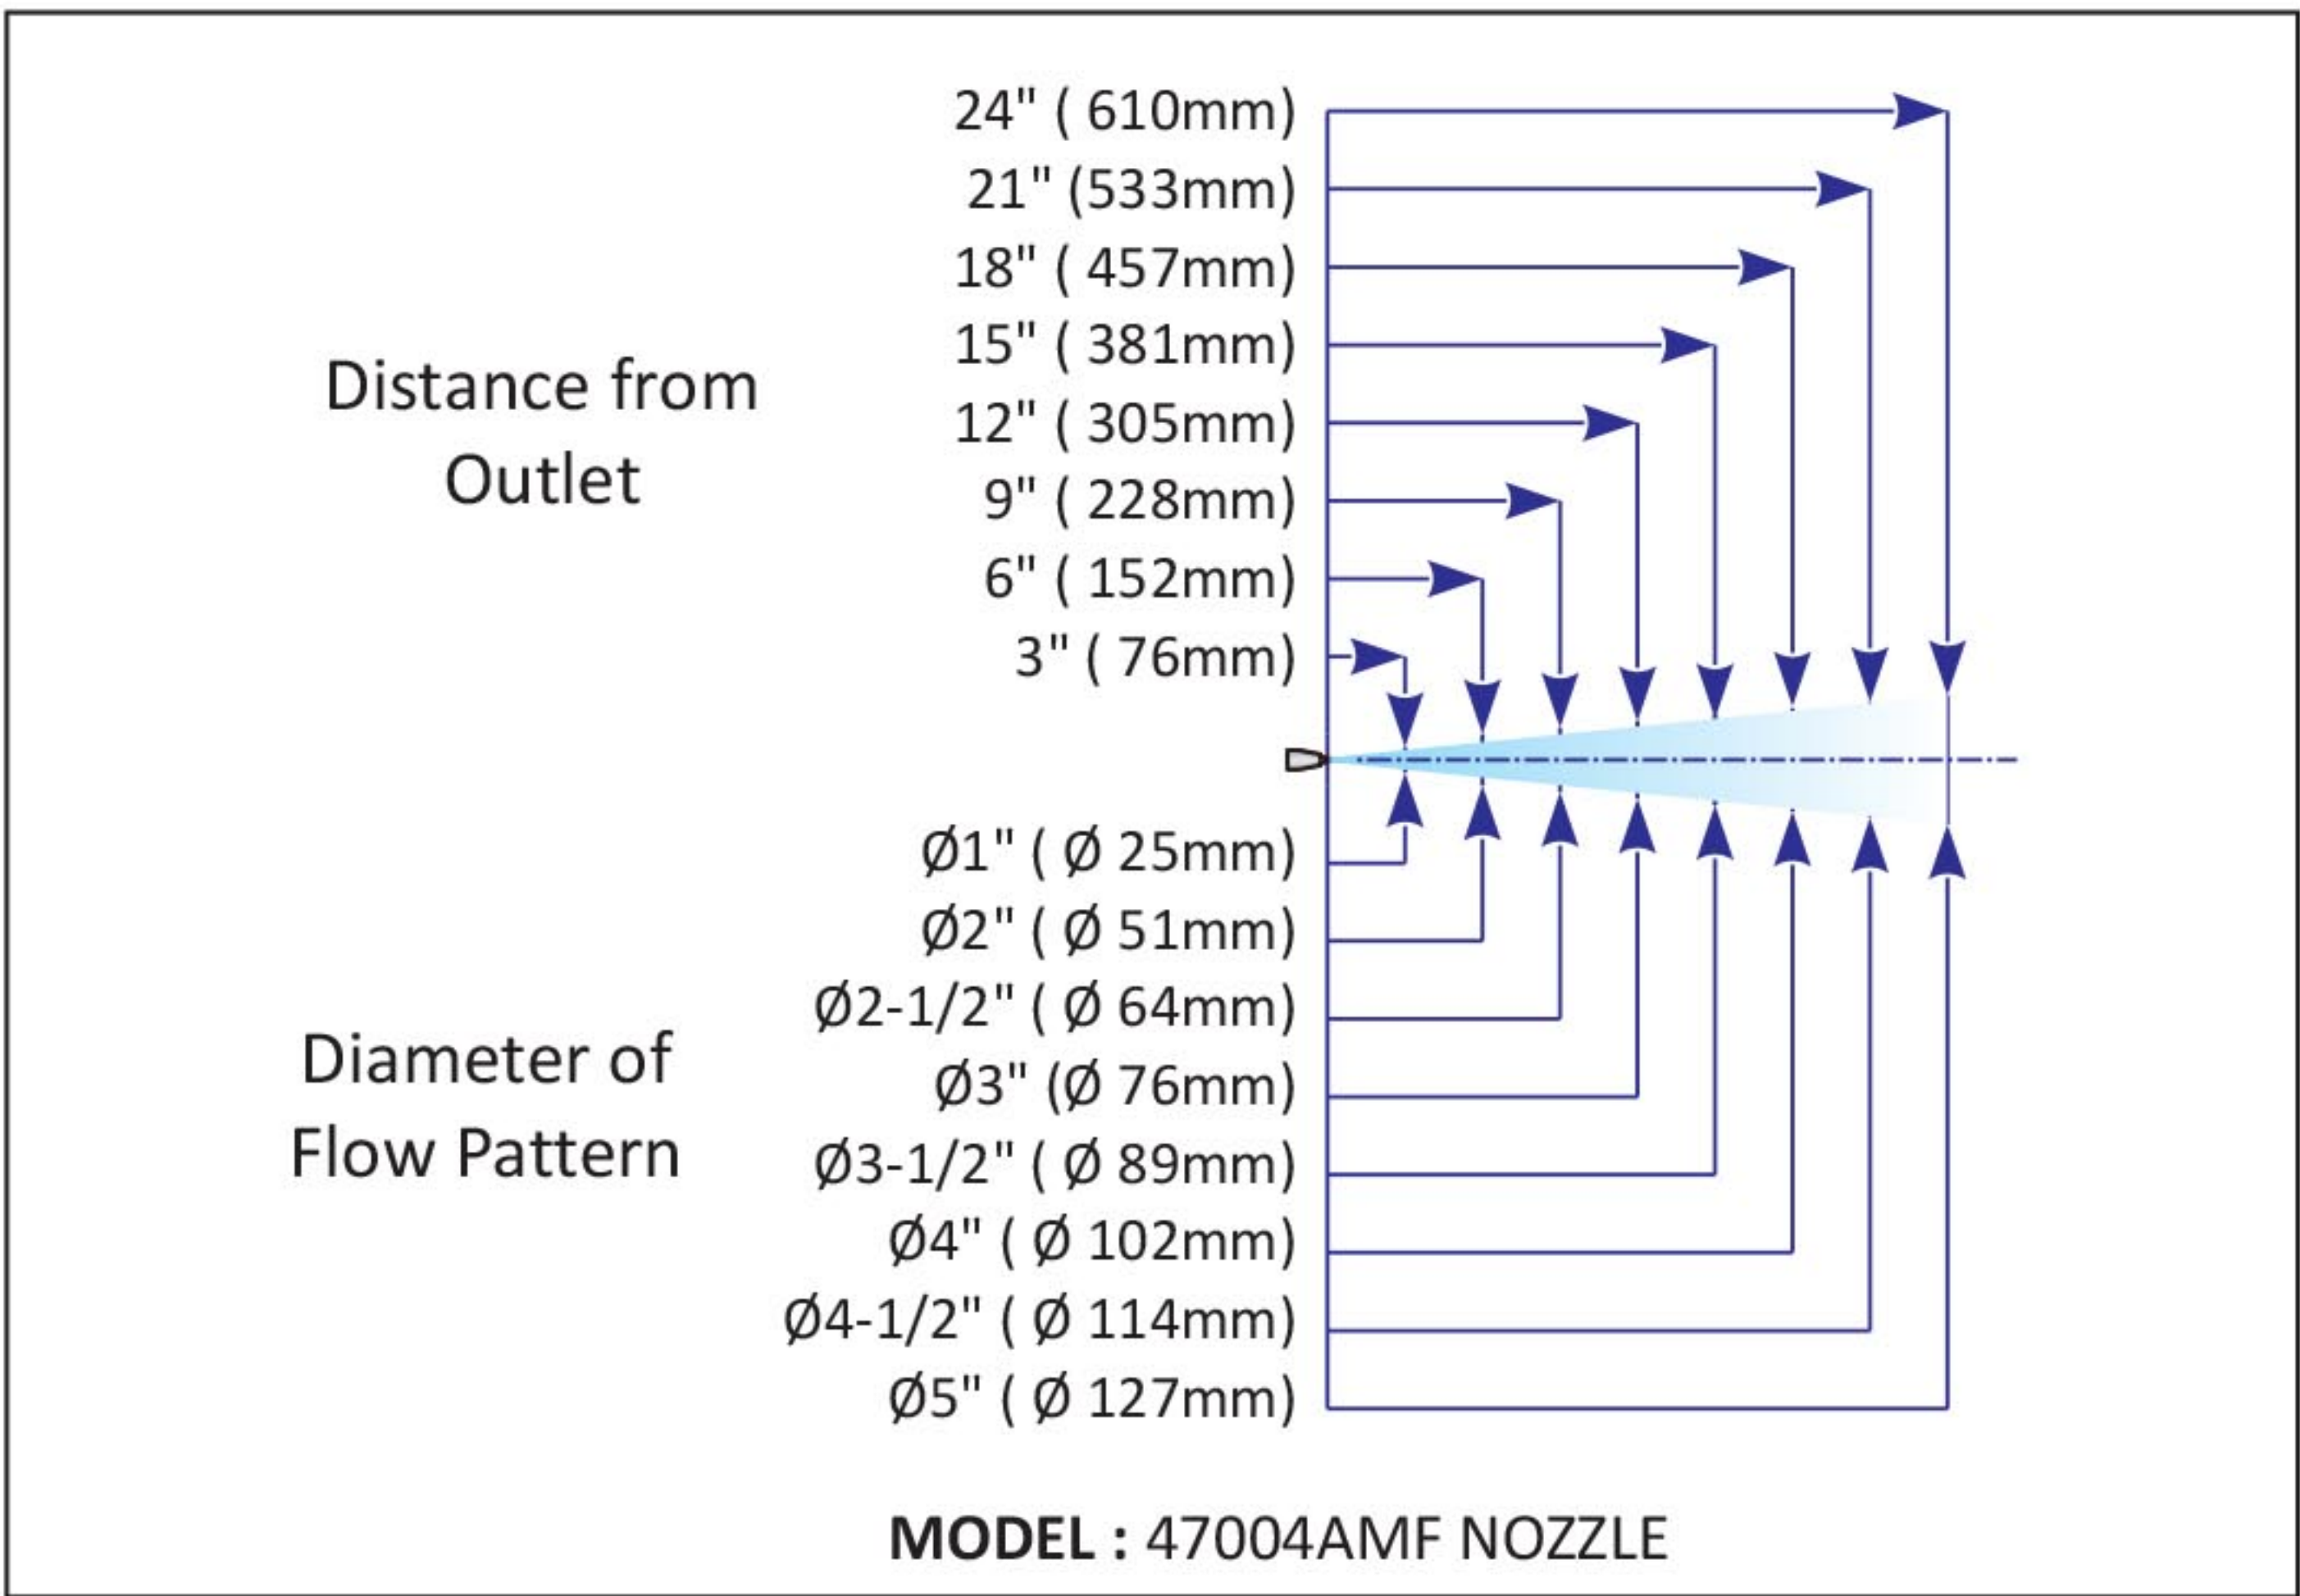 24" ( 610mm)
21" (533mm)
18" ( 457mm)
15" ( 381mm)
12" ( 305mm)
9" ( 228mm)
6" ( 152mm)
3" ( 76mm)
Distance from
Outlet
Ø1" ( Ø 25mm)
Ø2" ( Ø 51mm)
Ø2-1/2" ( Ø 64mm)
Ø3" (Ø 76mm)
Ø3-1/2" ( Ø 89mm)
Ø4" ( Ø 102mm)
Ø4-1/2" ( Ø 114mm)
Ø5" ( Ø 127mm)
Diameter of
Flow Pattern
MODEL : 47004AMF NOZZLE